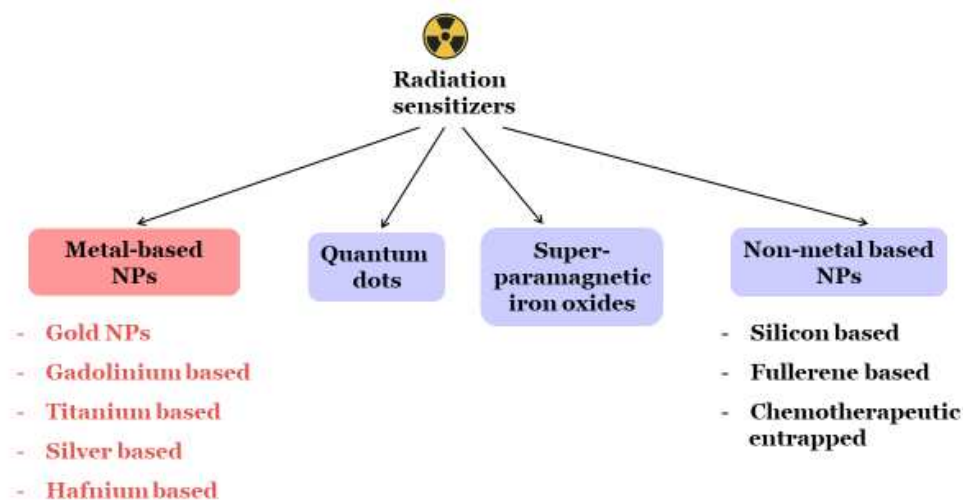 Radiation
sensitizers
Metal-based
NPs
Quantum
dots
Super-
paramagnetic
iron oxides
Non-metal based
NPs
- Gold NPs
- Gadolinium based
- Titanium based
- Silver based
- Hafnium based
- Silicon based
- Fullerene based
- Chemotherapeutic
entrapped